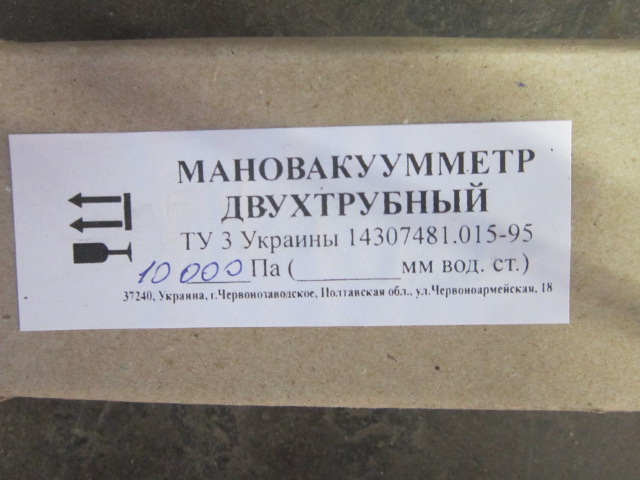 МАНОВАКУУММЕТР
ДВУХТРУБНЫЙ
ТУ 3 Украины 14307481.015-95
10 000 Па (________мм вод. ст.)
37240, Украина, г.Червонозаводское, Полтавская обл., ул.Червоноармейская, 18